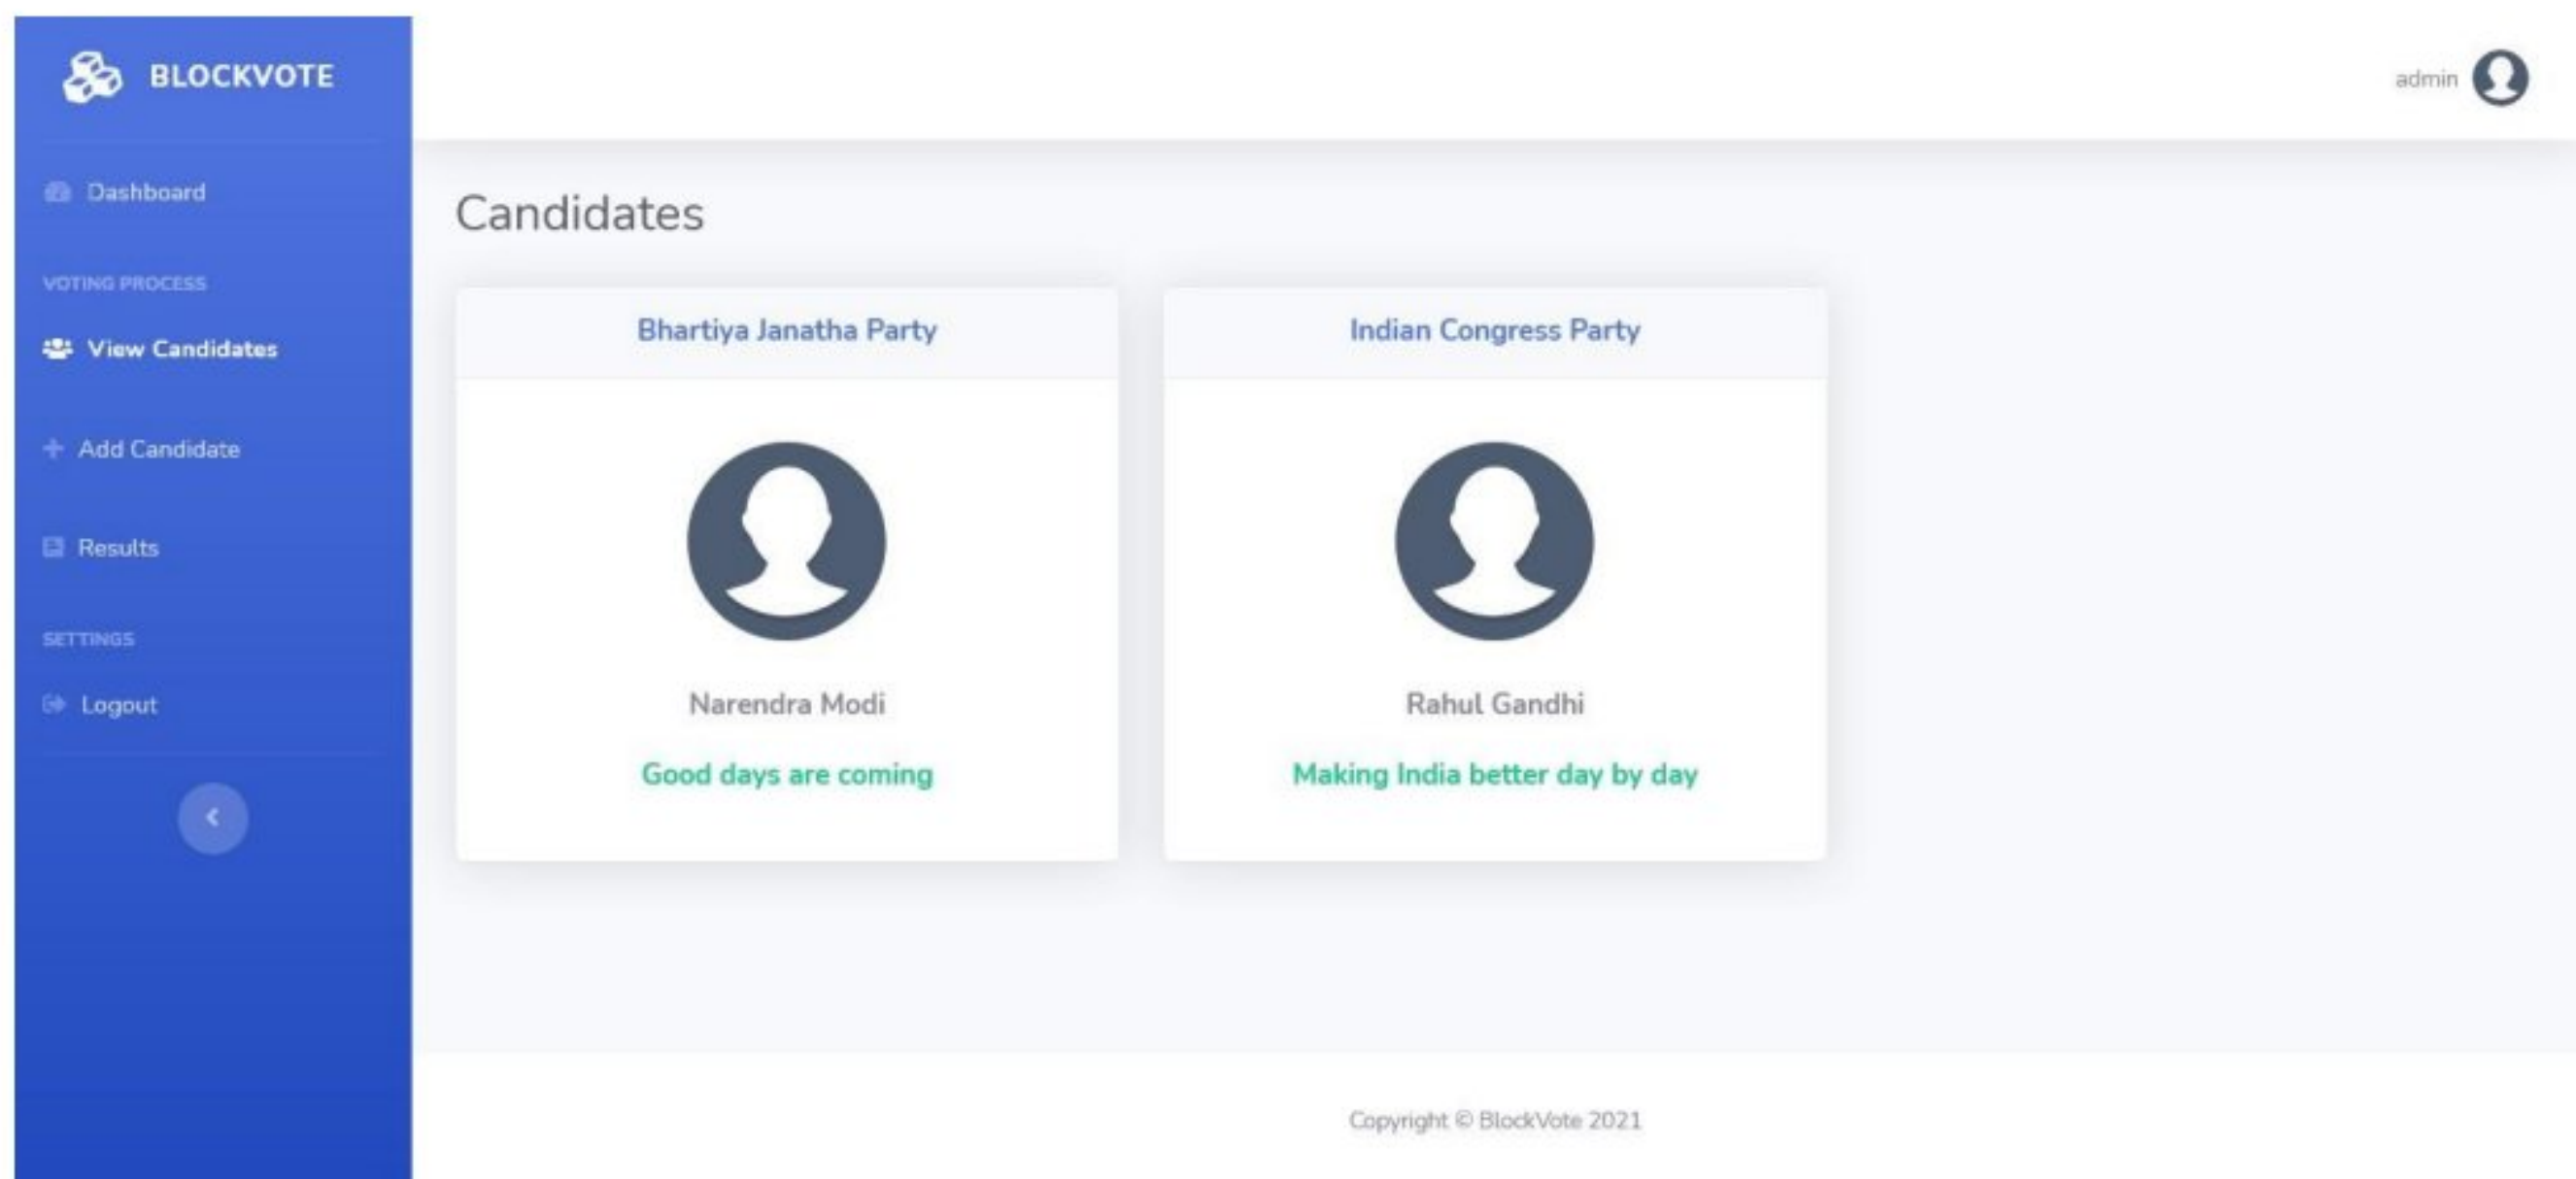 BLOCKVOTE
admin
Dashboard
VOTING PROCESS
View Candidates
Add Candidate
Results
SETTINGS
Logout
Candidates
Bhartiya Janatha Party
Narendra Modi
Good days are coming
Indian Congress Party
Rahul Gandhi
Making India better day by day
Copyright © BlockVote 2021